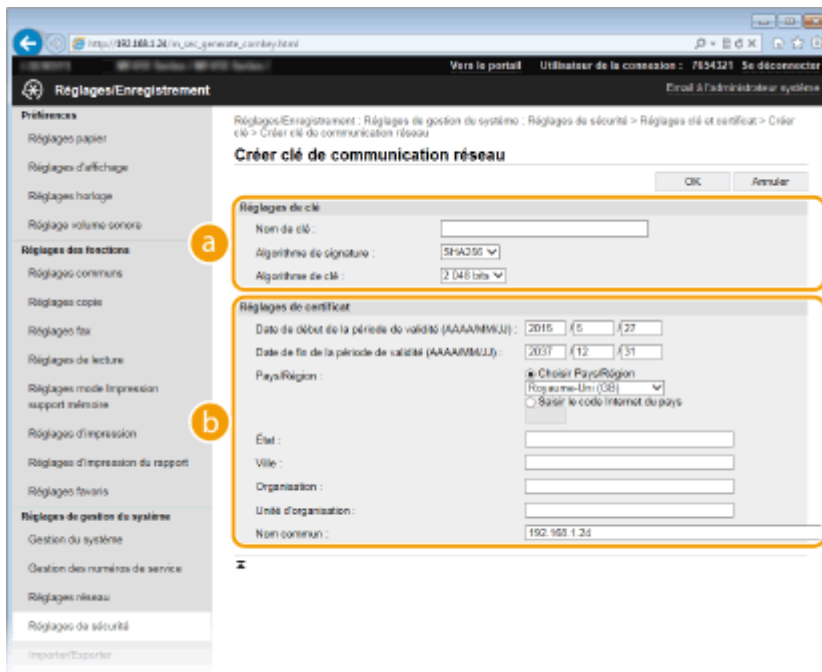 http://192.168.1.24/m_sec_generate_comkey.html
Vers le portail Utilisateur de la connexion : 7654321 Se déconnecter
Réglages/Enregistrement
Email à l'administrateur système
Préférences
Réglages papier
Réglages d'affichage
Réglages horloge
Réglage volume sonore
Réglages des fonctions
Réglages communs
Réglages copie
Réglages fax
Réglages de lecture
Réglages mode Impression
support mémoire
Réglages d'impression
Réglages d'impression du rapport
Réglages favoris
Réglages de gestion du système
Gestion du système
Gestion des numéros de service
Réglages réseau
Réglages de sécurité
Importer/Exporter
Réglages/Enregistrement : Réglages de gestion du système : Réglages de sécurité > Réglages clé et certificat > Créer
clé > Créer clé de communication réseau
Créer clé de communication réseau
OK Annuler
a
Réglages de clé
Nom de clé :
Algorithme de signature : SHA256
Algorithme de clé : 2 048 bits
b
Réglages de certificat
Date de début de la période de validité (AAAA/MM/JJ) : 2015 / 5 / 27
Date de fin de la période de validité (AAAA/MM/JJ) : 2037 / 12 / 31
Pays/Région : Choisir Pays/Région
Royaume-Uni (GB)
Saisir le code Internet du pays
État :
Ville :
Organisation :
Unité d'organisation :
Nom commun : 192.168.1.24